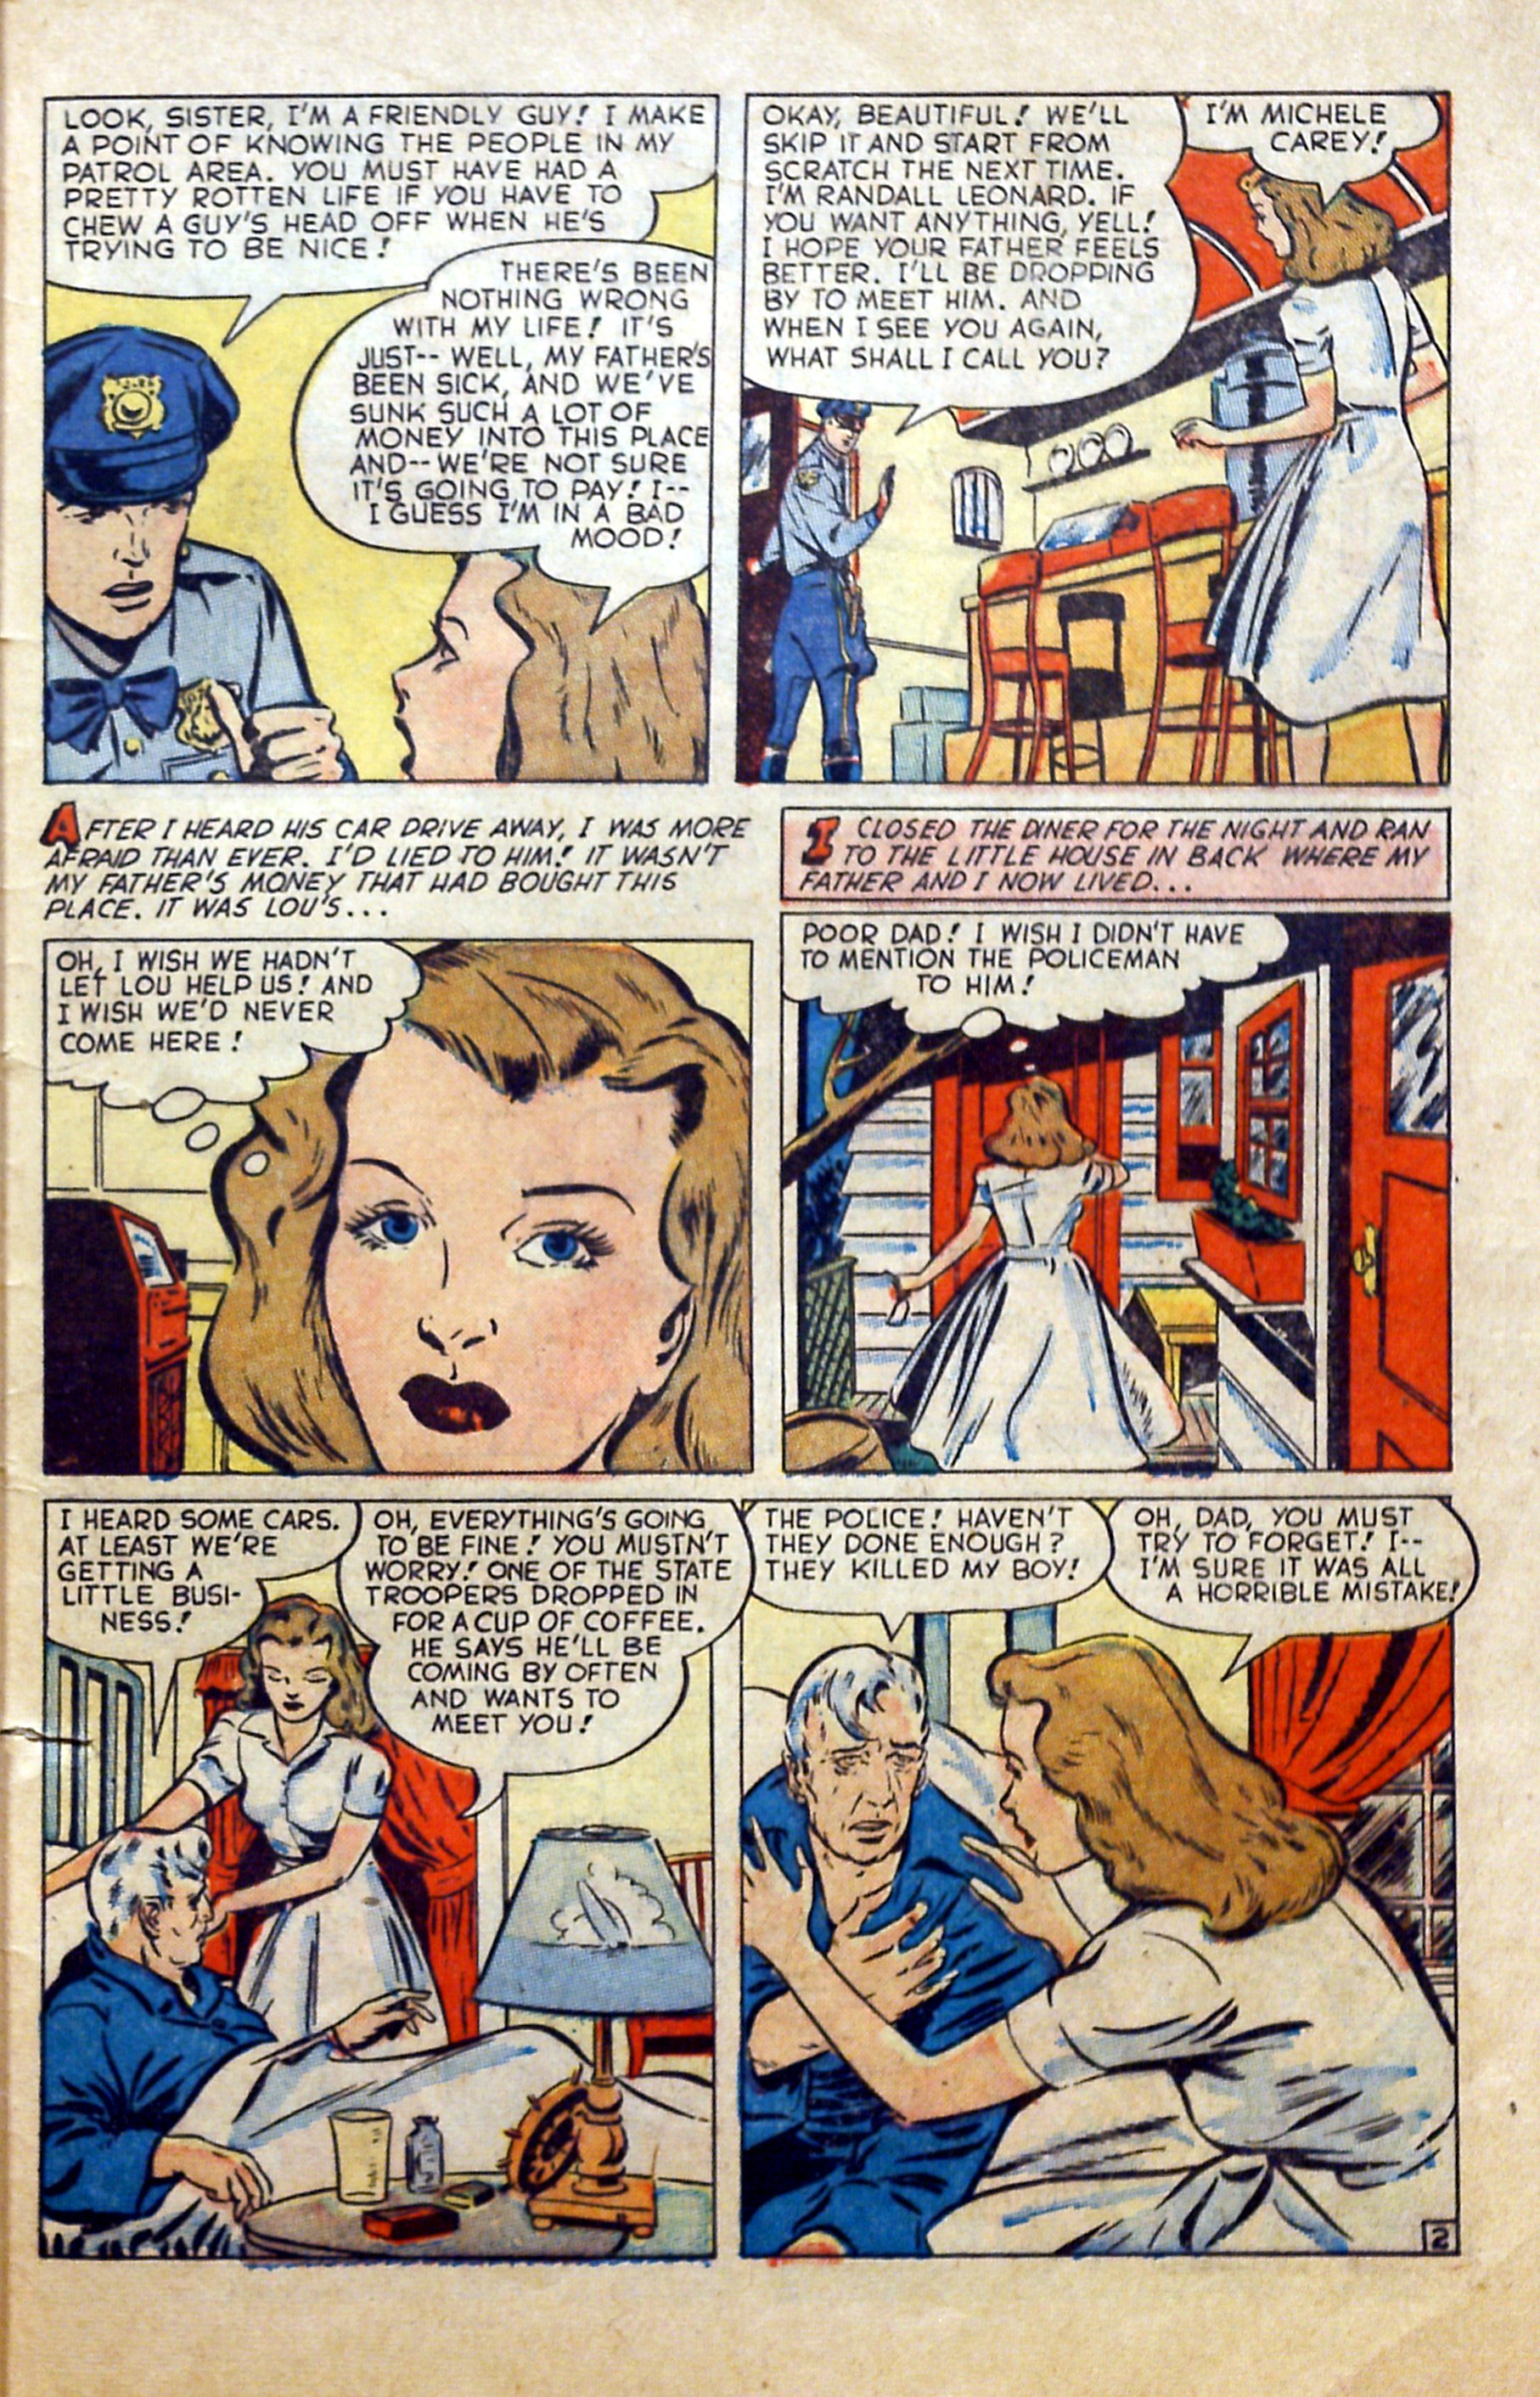 LOOK, SISTER, I'M A FRIENDLY GUY! I MAKE
A POINT OF KNOWING THE PEOPLE IN MY
PATROL AREA. YOU MUST HAVE HAD A
PRETTY ROTTEN LIFE IF YOU HAVE TO
CHEW A GUY'S HEAD OFF WHEN HE'S
TRYING TO BE NICE!
THERE'S BEEN
NOTHING WRONG
WITH MY LIFE! IT'S
JUST-- WELL, MY FATHER'S
BEEN SICK, AND WE'VE
SUNK SUCH A LOT OF
MONEY INTO THIS PLACE
AND-- WE'RE NOT SURE
IT'S GOING TO PAY! I--
I GUESS I'M IN A BAD
MOOD!
OKAY, BEAUTIFUL! WE'LL
SKIP IT AND START FROM
SCRATCH THE NEXT TIME.
I'M RANDALL LEONARD. IF
YOU WANT ANYTHING, YELL!
I HOPE YOUR FATHER FEELS
BETTER. I'LL BE DROPPING
BY TO MEET HIM. AND
WHEN I SEE YOU AGAIN,
WHAT SHALL I CALL YOU?
I'M MICHELE
CAREY!
AFTER I HEARD HIS CAR DRIVE AWAY, I WAS MORE
AFRAID THAN EVER. I'D LIED TO HIM! IT WASN'T
MY FATHER'S MONEY THAT HAD BOUGHT THIS
PLACE. IT WAS LOU'S...
OH, I WISH WE HADN'T
LET LOU HELP US! AND
I WISH WE'D NEVER
COME HERE!
I CLOSED THE DINER FOR THE NIGHT AND RAN
TO THE LITTLE HOUSE IN BACK WHERE MY
FATHER AND I NOW LIVED...
POOR DAD! I WISH I DIDN'T HAVE
TO MENTION THE POLICEMAN
TO HIM!
I HEARD SOME CARS.
AT LEAST WE'RE
GETTING A
LITTLE BUSI-
NESS!
OH, EVERYTHING'S GOING
TO BE FINE! YOU MUSTN'T
WORRY! ONE OF THE STATE
TROOPERS DROPPED IN
FOR A CUP OF COFFEE.
HE SAYS HE'LL BE
COMING BY OFTEN
AND WANTS TO
MEET YOU!
THE POLICE! HAVEN'T
THEY DONE ENOUGH?
THEY KILLED MY BOY!
OH, DAD, YOU MUST
TRY TO FORGET! I--
I'M SURE IT WAS ALL
A HORRIBLE MISTAKE!
2